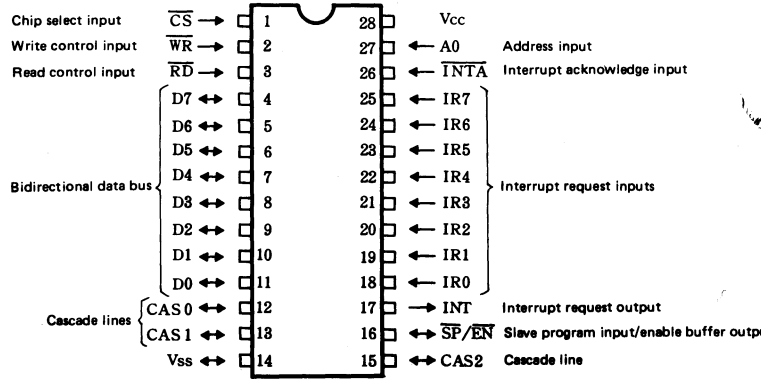 Chip select input CS 1 28 Vcc
Write control input WR 2 27 A0 Address input
Read control input RD 3 26 INTA Interrupt acknowledge input
D7 4 25 IR7
D6 5 24 IR6
D5 6 23 IR5
D4 7 22 IR4
Bidirectional data bus Interrupt request inputs
D3 8 21 IR3
D2 9 20 IR2
D1 10 19 IR1
D0 11 18 IR0
CAS0 12 17 INT Interrupt request output
Cascade lines
CAS1 13 16 SP/EN Slave program input/enable buffer outp
Vss 14 15 CAS2 Cascade line